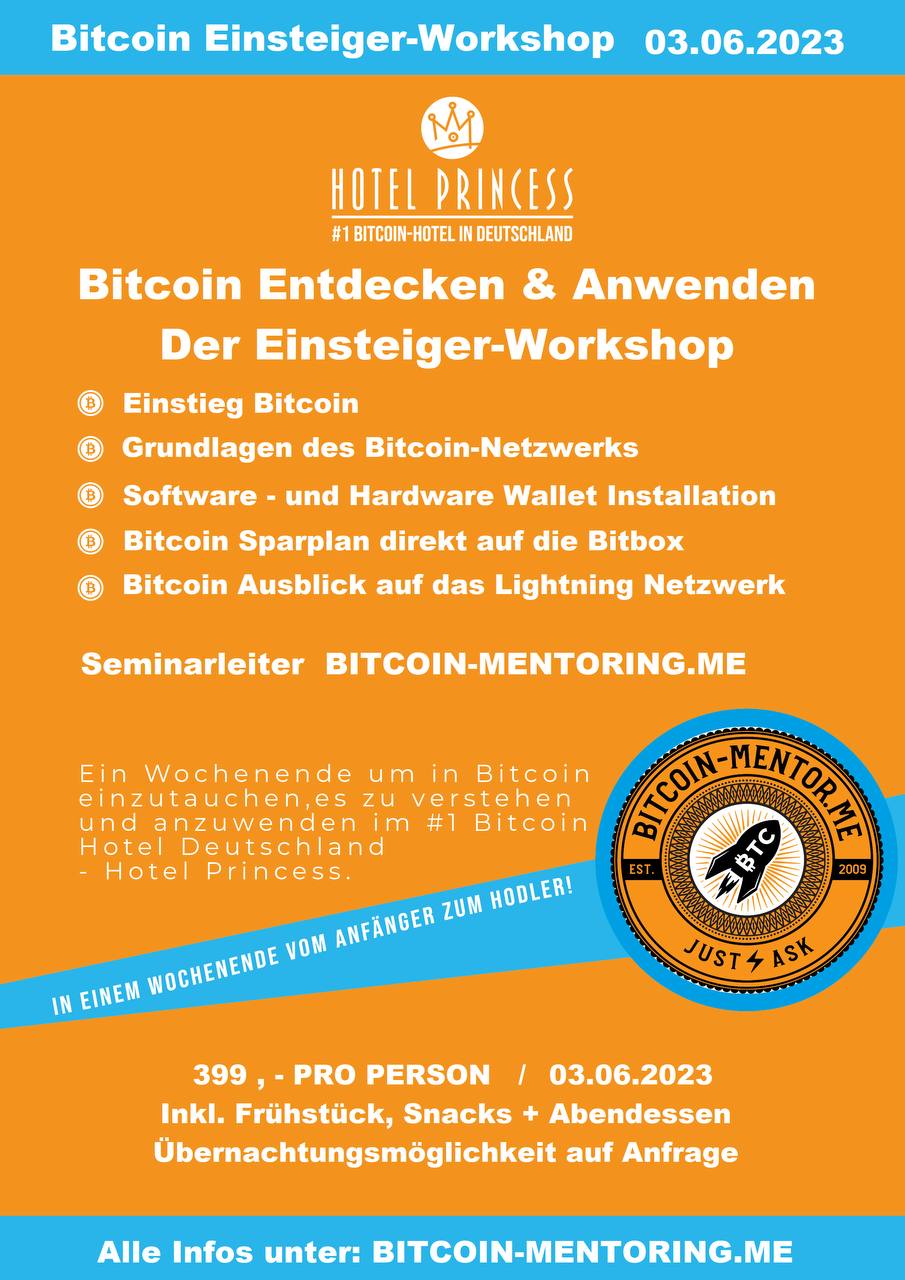 Bitcoin Einsteiger-Workshop 03.06.2023
HOTEL PRINCESS
#1 BITCOIN-HOTEL IN DEUTSCHLAND
Bitcoin Entdecken & Anwenden
Der Einsteiger-Workshop
Einstieg Bitcoin
Grundlagen des Bitcoin-Netzwerks
Software - und Hardware Wallet Installation
Bitcoin Sparplan direkt auf die Bitbox
Bitcoin Ausblick auf das Lightning Netzwerk
Seminarleiter BITCOIN-MENTORING.ME
Ein Wochenende um in Bitcoin
einzutauchen,es zu verstehen
und anzuwenden im #1 Bitcoin
Hotel Deutschland
- Hotel Princess.
IN EINEM WOCHENENDE VOM ANFÄNGER ZUM HODLER!
BITCOIN-MENTOR.ME
EST. 2009
BTC
JUST ASK
399 , - PRO PERSON / 03.06.2023
Inkl. Frühstück, Snacks + Abendessen
Übernachtungsmöglichkeit auf Anfrage
Alle Infos unter: BITCOIN-MENTORING.ME